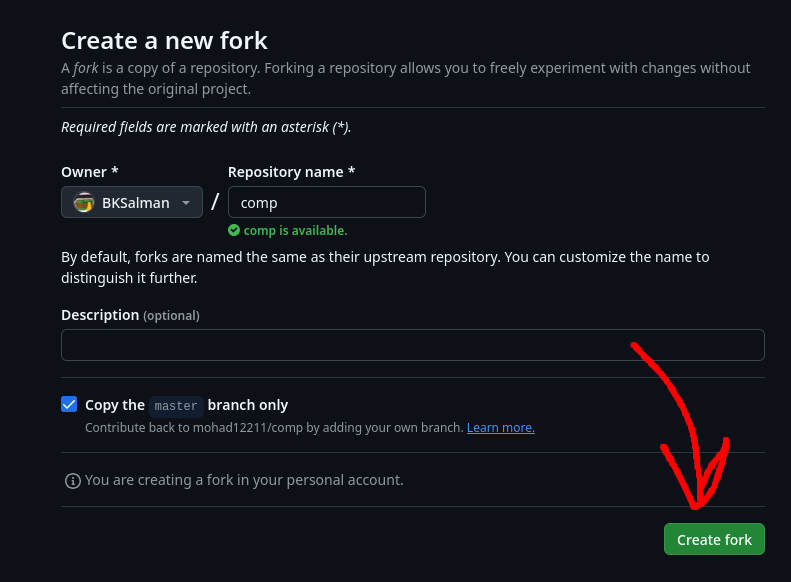 Create a new fork
A fork is a copy of a repository. Forking a repository allows you to freely experiment with changes without
affecting the original project.
Required fields are marked with an asterisk (*).
Owner *
Repository name *
BKSalman
/
comp
comp is available.
By default, forks are named the same as their upstream repository. You can customize the name to
distinguish it further.
Description (optional)
Copy the master branch only
Contribute back to mohad12211/comp by adding your own branch. Learn more.
You are creating a fork in your personal account.
Create fork